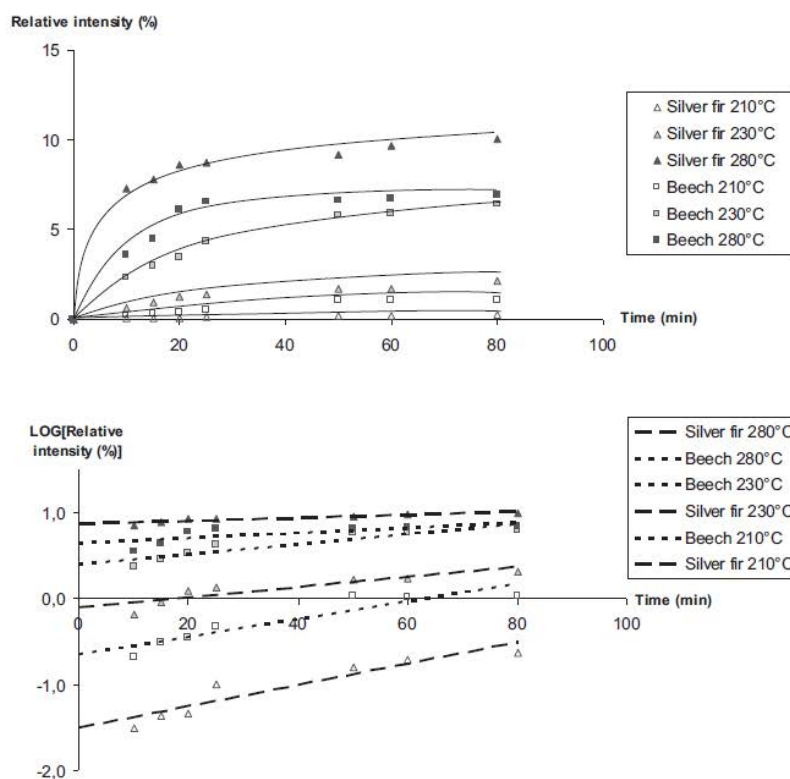 Relative intensity (%)
15
10
5
0
0
20
40
60
80
100
Time (min)
Silver fir 210°C
Silver fir 230°C
Silver fir 280°C
Beech 210°C
Beech 230°C
Beech 280°C
LOG[Relative
intensity (%)]
1,0
0,0
-1,0
-2,0
0
20
40
60
80
100
Time (min)
Silver fir 280°C
Beech 280°C
Beech 230°C
Silver fir 230°C
Beech 210°C
Silver fir 210°C